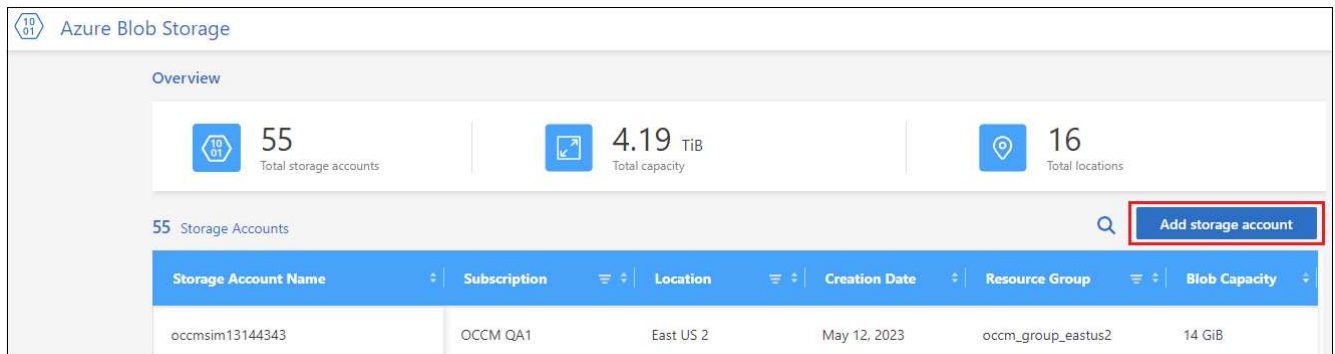 Azure Blob Storage
Overview
55 4.19 TiB 16
Total storage accounts Total capacity Total locations
55 Storage Accounts Add storage account
Storage Account Name Subscription Location Creation Date Resource Group Blob Capacity
occmsim13144343 OCCM QA1 East US 2 May 12, 2023 occm_group_eastus2 14 GiB